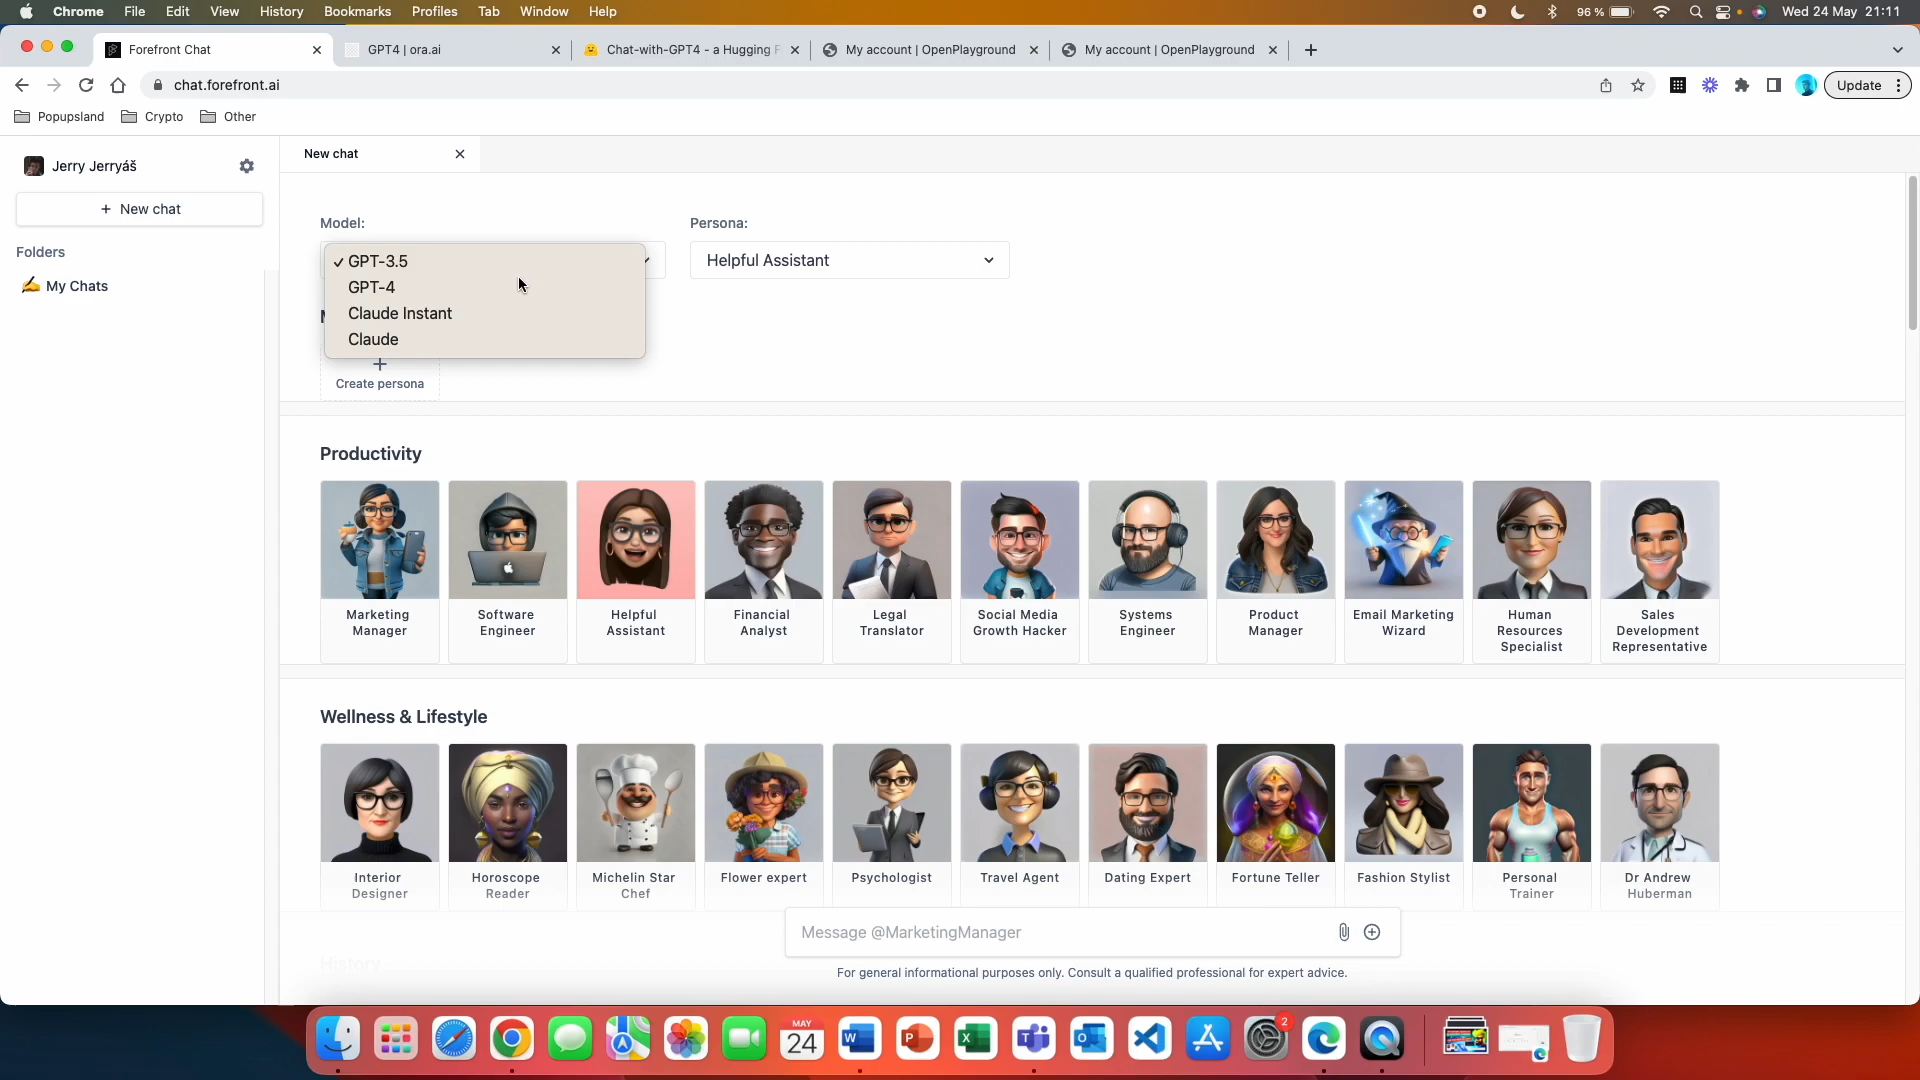 Chrome File Edit View History Bookmarks Profiles Tab Window Help 96 % Wed 24 May 21:11
Forefront Chat GPT4 | ora.ai Chat-with-GPT4 - a Hugging F My account | OpenPlayground My account | OpenPlayground
chat.forefront.ai Update
Popupsland Crypto Other
Jerry Jerryáš
New chat
+ New chat
Folders
My Chats
Model: Persona:
✓ GPT-3.5
GPT-4
Claude Instant
Claude
Helpful Assistant
Create persona
Productivity
Marketing Manager
Software Engineer
Helpful Assistant
Financial Analyst
Legal Translator
Social Media Growth Hacker
Systems Engineer
Product Manager
Email Marketing Wizard
Human Resources Specialist
Sales Development Representative
Wellness & Lifestyle
Interior Designer
Horoscope Reader
Michelin Star Chef
Flower expert
Psychologist
Travel Agent
Dating Expert
Fortune Teller
Fashion Stylist
Personal Trainer
Dr Andrew Huberman
History
Message @MarketingManager
For general informational purposes only. Consult a qualified professional for expert advice.
MAY
24
2